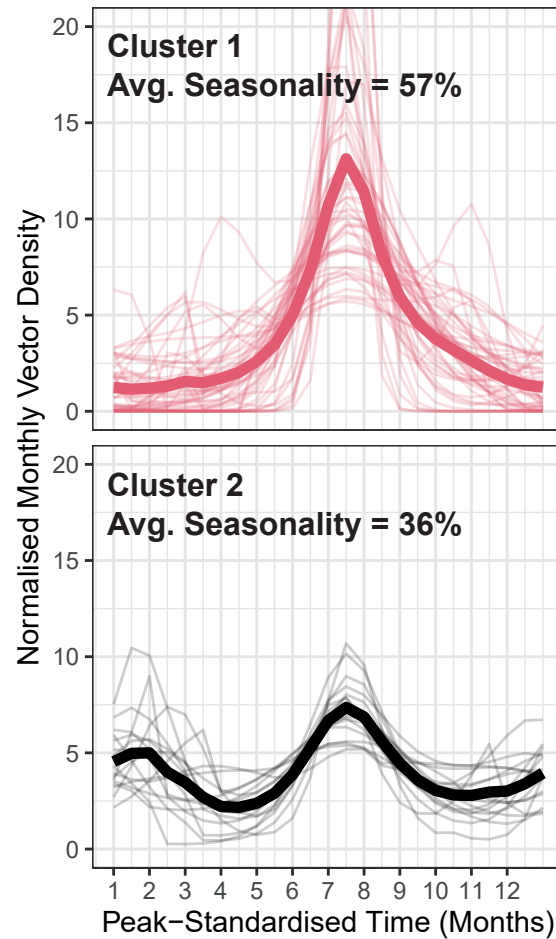 Normalised Monthly Vector Density
Cluster 1
Avg. Seasonality = 57%
20
15
10
5
0
Cluster 2
Avg. Seasonality = 36%
20
15
10
5
0
1 2 3 4 5 6 7 8 9 10 11 12
Peak−Standardised Time (Months)